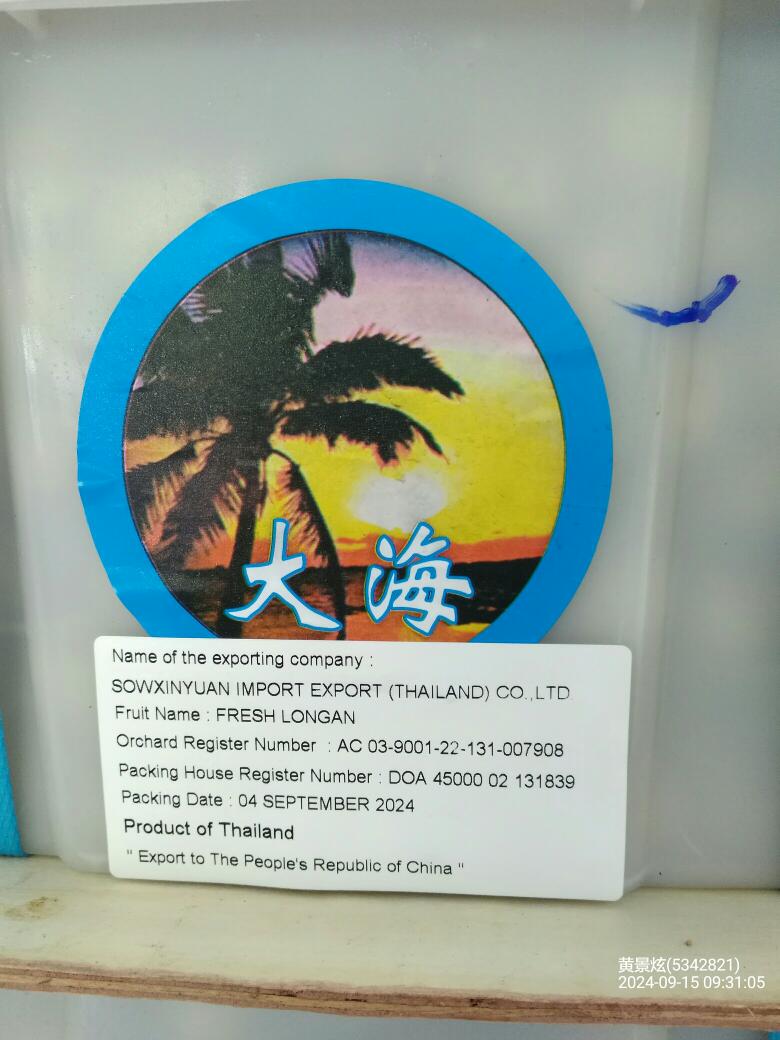 大海
Name of the exporting company :
SOWXINYUAN IMPORT EXPORT (THAILAND) CO.,LTD
Fruit Name : FRESH LONGAN
Orchard Register Number : AC 03-9001-22-131-007908
Packing House Register Number : DOA 45000 02 131839
Packing Date : 04 SEPTEMBER 2024
Product of Thailand
" Export to The People's Republic of China "
黄景炫(5342821)
2024-09-15 09:31:05